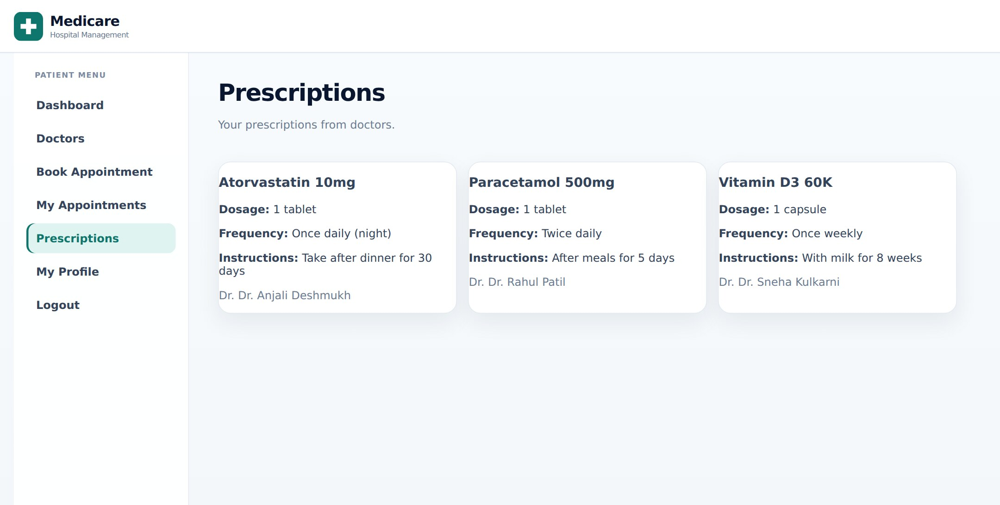 Medicare
Hospital Management
PATIENT MENU
Dashboard
Doctors
Book Appointment
My Appointments
Prescriptions
My Profile
Logout
Prescriptions
Your prescriptions from doctors.
Atorvastatin 10mg
Dosage: 1 tablet
Frequency: Once daily (night)
Instructions: Take after dinner for 30
days
Dr. Dr. Anjali Deshmukh
Paracetamol 500mg
Dosage: 1 tablet
Frequency: Twice daily
Instructions: After meals for 5 days
Dr. Dr. Rahul Patil
Vitamin D3 60K
Dosage: 1 capsule
Frequency: Once weekly
Instructions: With milk for 8 weeks
Dr. Dr. Sneha Kulkarni